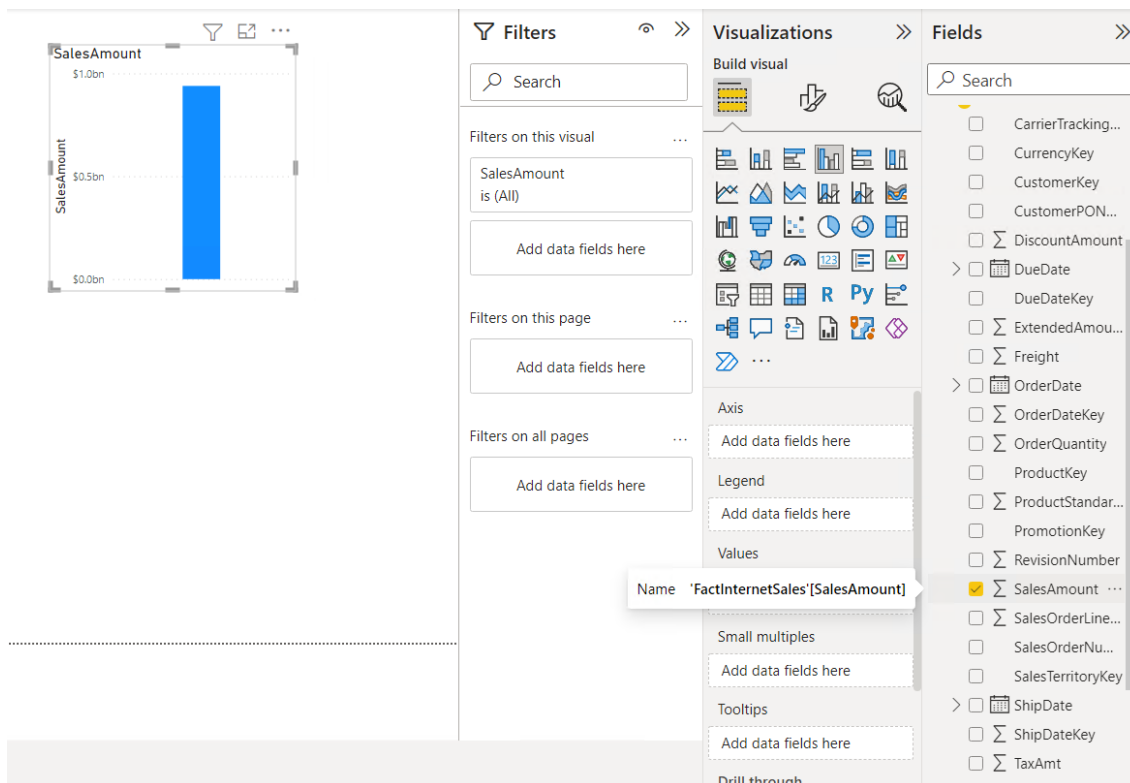 SalesAmount
$1.0bn
SalesAmount
$0.5bn
$0.0bn
Filters
Search
Filters on this visual
...
SalesAmount
is (All)
Add data fields here
Filters on this page
...
Add data fields here
Filters on all pages
...
Add data fields here
Visualizations
Build visual
123
R
Py
...
Axis
Add data fields here
Legend
Add data fields here
Values
Name 'FactInternetSales'[SalesAmount]
Small multiples
Add data fields here
Tooltips
Add data fields here
Drill through
Fields
Search
CarrierTracking...
CurrencyKey
CustomerKey
CustomerPON...
∑ DiscountAmount
DueDate
DueDateKey
∑ ExtendedAmou...
∑ Freight
OrderDate
∑ OrderDateKey
∑ OrderQuantity
ProductKey
∑ ProductStandar...
PromotionKey
∑ RevisionNumber
∑ SalesAmount ...
∑ SalesOrderLine...
SalesOrderNu...
SalesTerritoryKey
ShipDate
∑ ShipDateKey
∑ TaxAmt